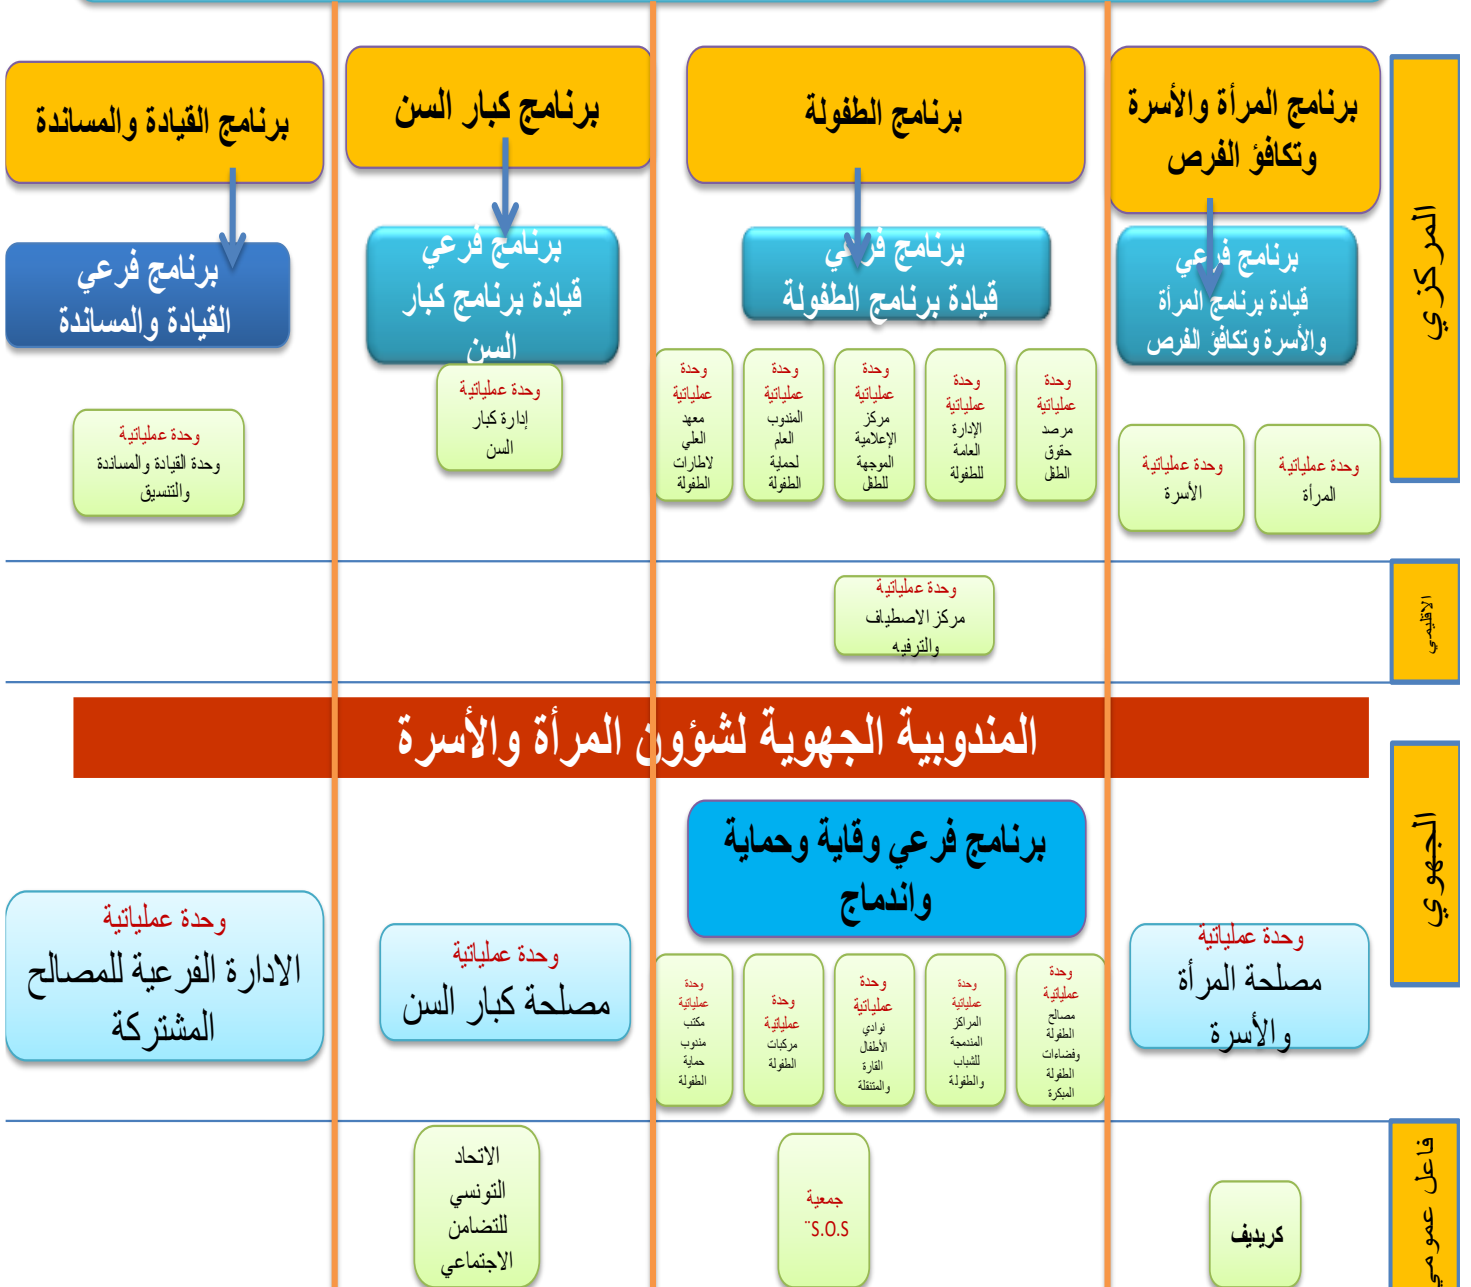 برنامج المرأة والأسرة
وتكافؤ الفرص
برنامج الطفولة
برنامج كبار السن
برنامج القيادة والمساندة
المركزي
برنامج فرعي
قيادة برنامج المرأة
والأسرة وتكافؤ الفرص
برنامج فرعي
قيادة برنامج الطفولة
برنامج فرعي
قيادة برنامج كبار
السن
برنامج فرعي
القيادة والمساندة
وحدة عملياتية
المرأة
وحدة عملياتية
الأسرة
وحدة
عملياتية
مرصد
حقوق
الطفل
وحدة
عملياتية
الإدارة
العامة
للطفولة
وحدة
عملياتية
مركز
الإعلامية
الموجهة
للطفل
وحدة
عملياتية
المندوب
العام
لحماية
الطفولة
وحدة
عملياتية
معهد
العلي
لاطارات
الطفولة
وحدة عملياتية
إدارة كبار
السن
وحدة عملياتية
وحدة القيادة والمساندة
والتنسيق
الاقليمي
وحدة عملياتية
مركز الاصطياف
والترفيه
المندوبية الجهوية لشؤون المرأة والأسرة
الجهوي
برنامج فرعي وقاية وحماية
واندماج
وحدة عملياتية
مصلحة المرأة
والأسرة
وحدة
عملياتية
مصالح
الطفولة
وفضاءات
الطفولة
المبكرة
وحدة
عملياتية
المراكز
المندمجة
للشباب
والطفولة
وحدة
عملياتية
نوادي
الأطفال
القارة
والمتنقلة
وحدة
عملياتية
مركبات
الطفولة
وحدة
عملياتية
مكتب
مندوب
حماية
الطفولة
وحدة عملياتية
مصلحة كبار السن
وحدة عملياتية
الادارة الفرعية للمصالح
المشتركة
فاعل عمومي
كريديف
جمعية
S.O.S¨
الاتحاد
التونسي
للتضامن
الاجتماعي